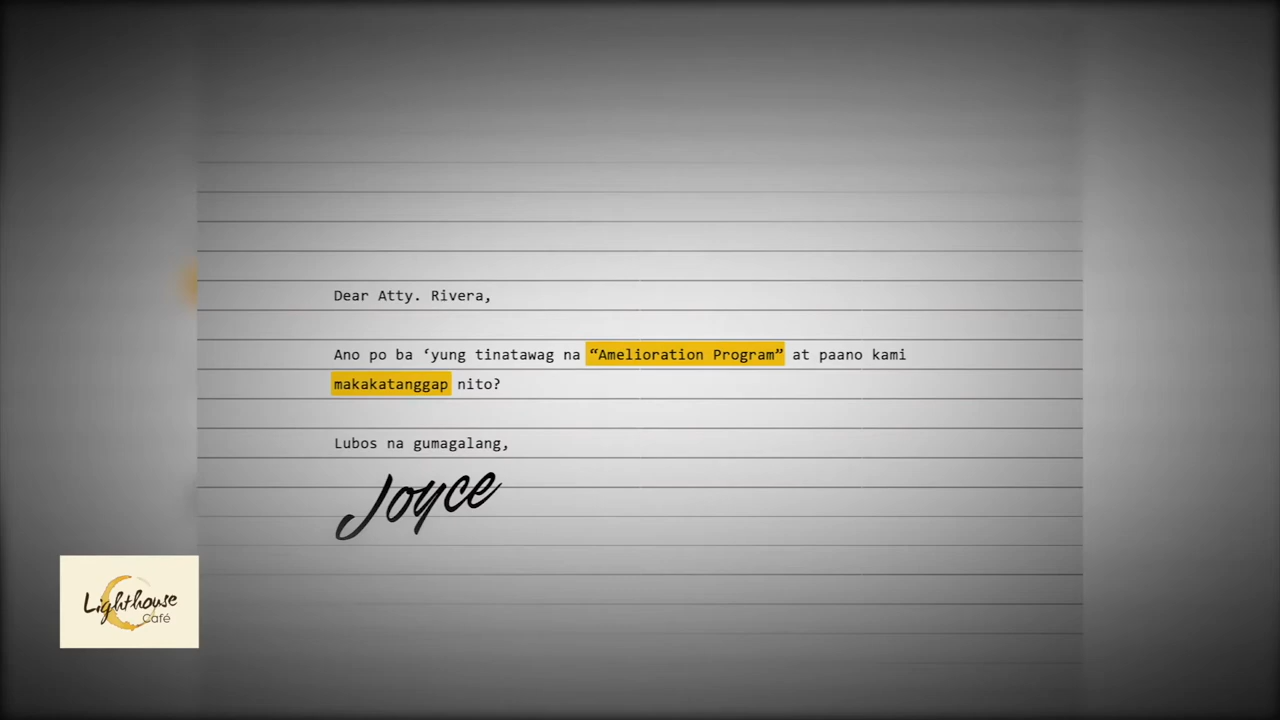 Dear Atty. Rivera,
Ano po ba ‘yung tinatawag na “Amelioration Program” at paano kami
makakatanggap nito?
Lubos na gumagalang,
Joyce
Lighthouse
Café